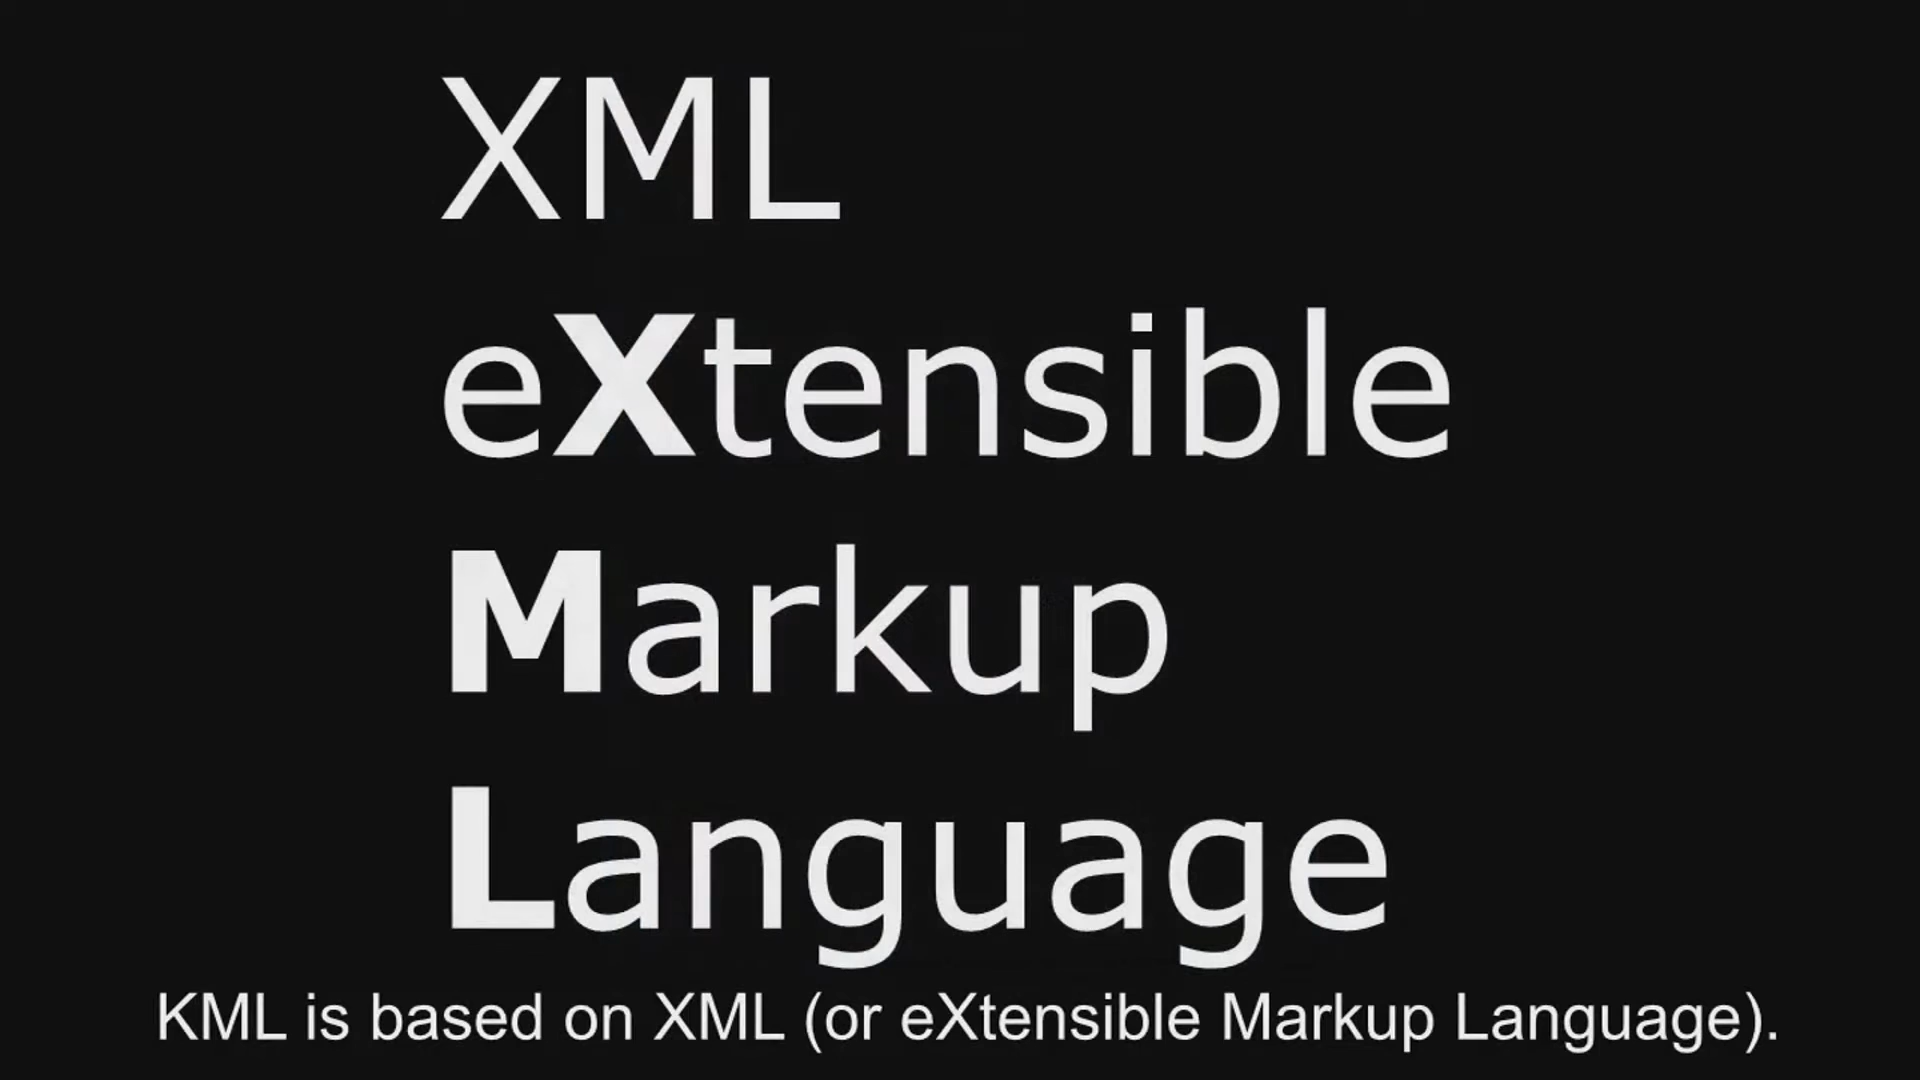 XML
eXtensible
Markup
Language
KML is based on XML (or eXtensible Markup Language).